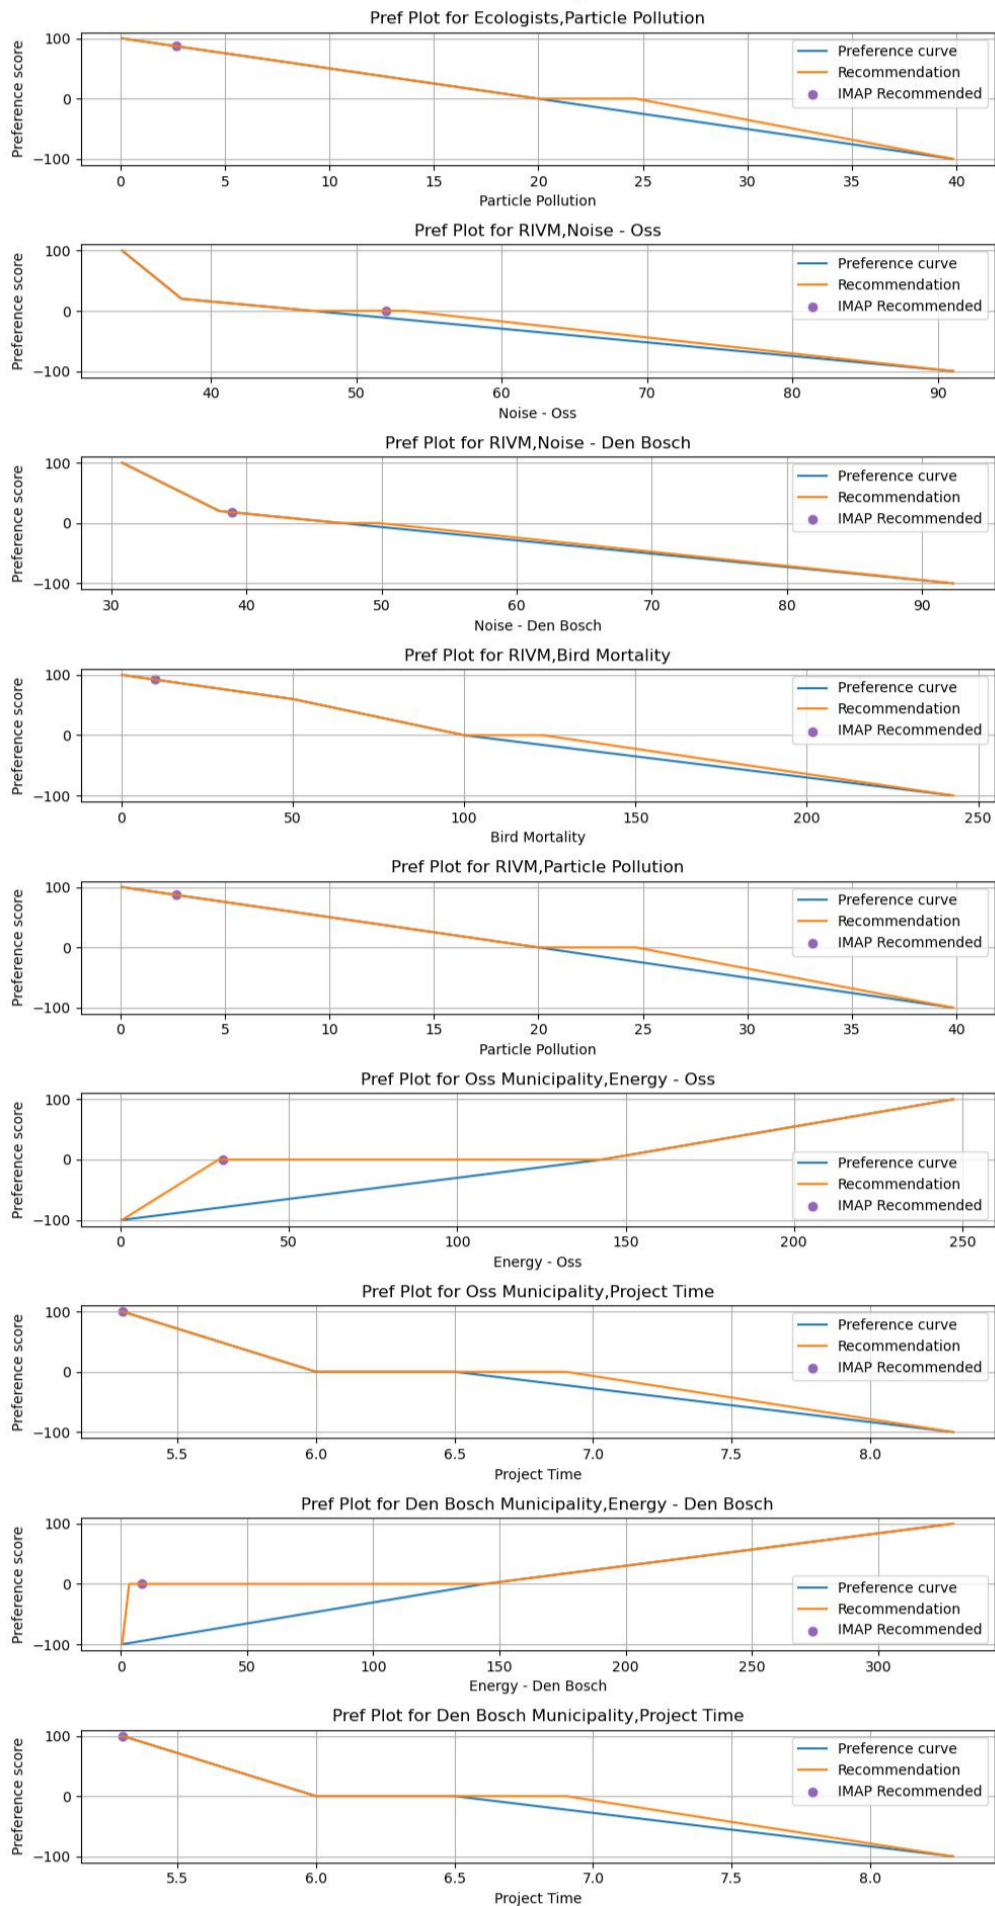 Pref Plot for Ecologists,Particle Pollution
Preference score
100
0
−100
Preference curve
Recommendation
IMAP Recommended
0 5 10 15 20 25 30 35 40
Particle Pollution
Pref Plot for RIVM,Noise - Oss
Preference score
100
0
−100
Preference curve
Recommendation
IMAP Recommended
40 50 60 70 80 90
Noise - Oss
Pref Plot for RIVM,Noise - Den Bosch
Preference score
100
0
−100
Preference curve
Recommendation
IMAP Recommended
30 40 50 60 70 80 90
Noise - Den Bosch
Pref Plot for RIVM,Bird Mortality
Preference score
100
0
−100
Preference curve
Recommendation
IMAP Recommended
0 50 100 150 200 250
Bird Mortality
Pref Plot for RIVM,Particle Pollution
Preference score
100
0
−100
Preference curve
Recommendation
IMAP Recommended
0 5 10 15 20 25 30 35 40
Particle Pollution
Pref Plot for Oss Municipality,Energy - Oss
Preference score
100
0
−100
Preference curve
Recommendation
IMAP Recommended
0 50 100 150 200 250
Energy - Oss
Pref Plot for Oss Municipality,Project Time
Preference score
100
0
−100
Preference curve
Recommendation
IMAP Recommended
5.5 6.0 6.5 7.0 7.5 8.0
Project Time
Pref Plot for Den Bosch Municipality,Energy - Den Bosch
Preference score
100
0
−100
Preference curve
Recommendation
IMAP Recommended
0 50 100 150 200 250 300
Energy - Den Bosch
Pref Plot for Den Bosch Municipality,Project Time
Preference score
100
0
−100
Preference curve
Recommendation
IMAP Recommended
5.5 6.0 6.5 7.0 7.5 8.0
Project Time